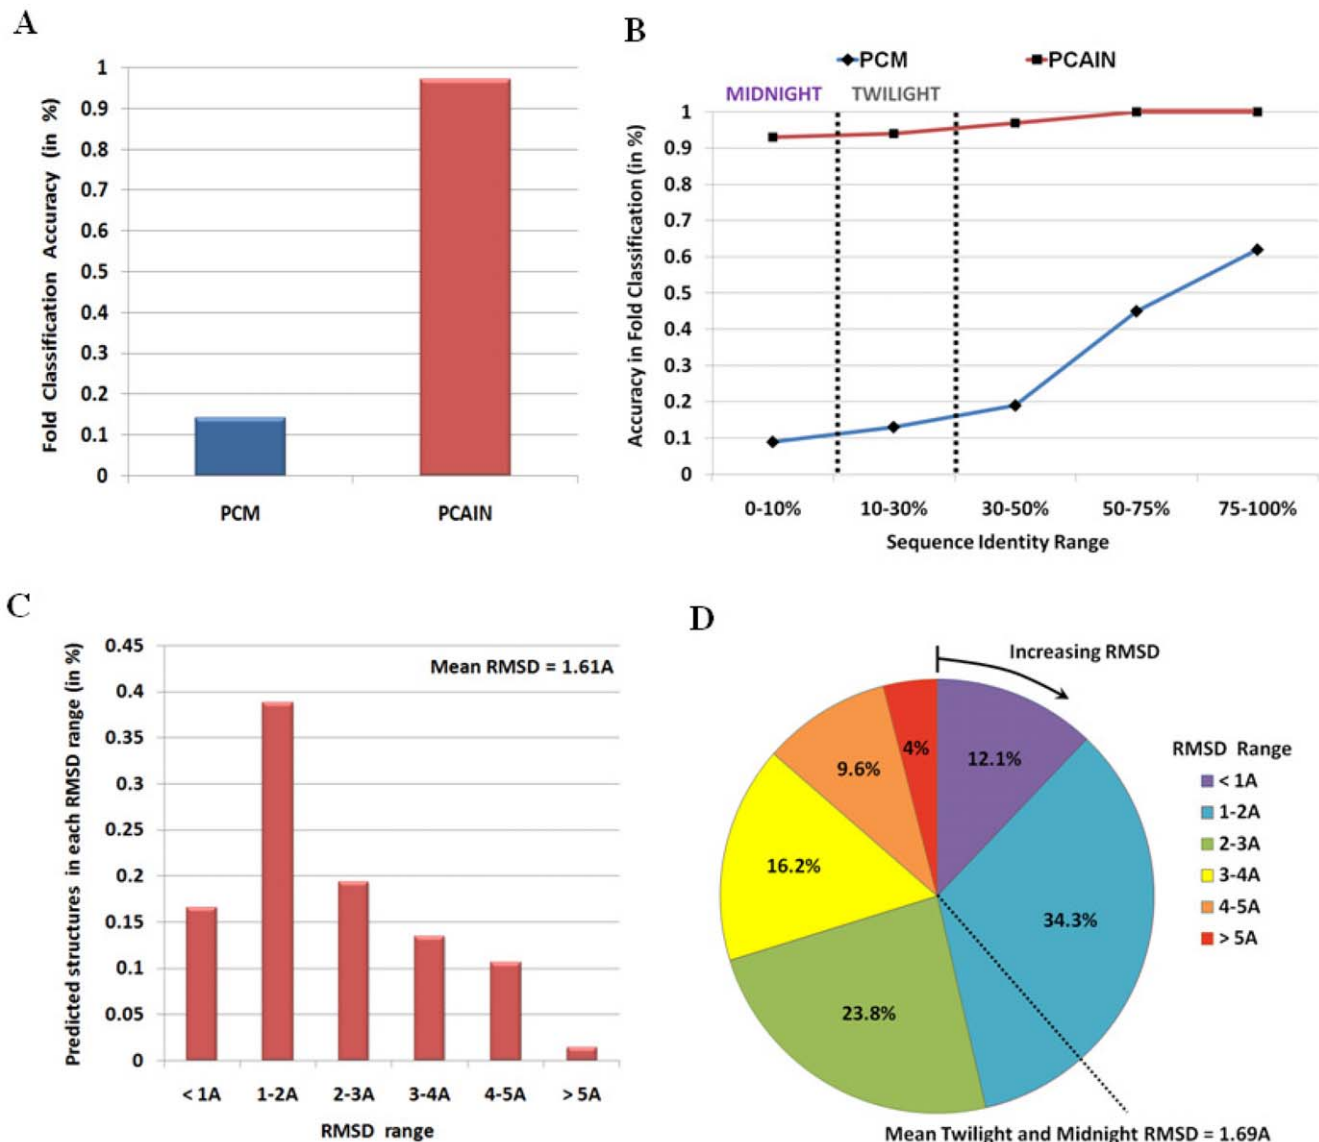 A
Fold Classification Accuracy (in %)
1
0.9
0.8
0.7
0.6
0.5
0.4
0.3
0.2
0.1
0
PCM PCAIN
B
PCM PCAIN
MIDNIGHT TWILIGHT
Accuracy in Fold Classification (in %)
1
0.9
0.8
0.7
0.6
0.5
0.4
0.3
0.2
0.1
0
0-10% 10-30% 30-50% 50-75% 75-100%
Sequence Identity Range
C
Predicted structures in each RMSD range (in %)
0.45
0.4
0.35
0.3
0.25
0.2
0.15
0.1
0.05
0
Mean RMSD = 1.61A
< 1A 1-2A 2-3A 3-4A 4-5A > 5A
RMSD range
D
Increasing RMSD
12.1%
34.3%
23.8%
16.2%
9.6%
4%
RMSD Range
< 1A
1-2A
2-3A
3-4A
4-5A
> 5A
Mean Twilight and Midnight RMSD = 1.69A